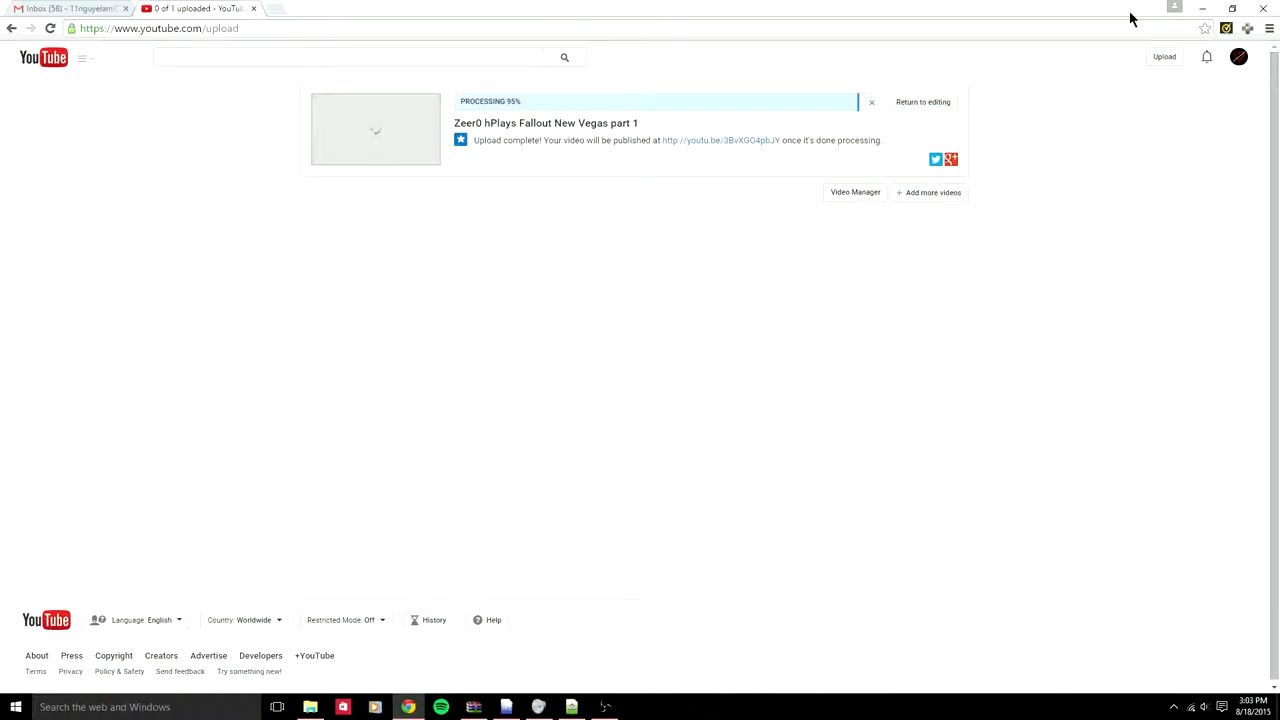 Inbox (58) - 11nguyelaml
0 of 1 uploaded - YouTub
https://www.youtube.com/upload
YouTube
Upload
PROCESSING 95%
Return to editing
Zeer0 hPlays Fallout New Vegas part 1
Upload complete! Your video will be published at http://youtu.be/3BvXGO4pbJY once it's done processing.
Video Manager
+ Add more videos
YouTube
Language: English
Country: Worldwide
Restricted Mode: Off
History
Help
About Press Copyright Creators Advertise Developers +YouTube
Terms Privacy Policy & Safety Send feedback Try something new!
Search the web and Windows
3:03 PM
8/18/2015